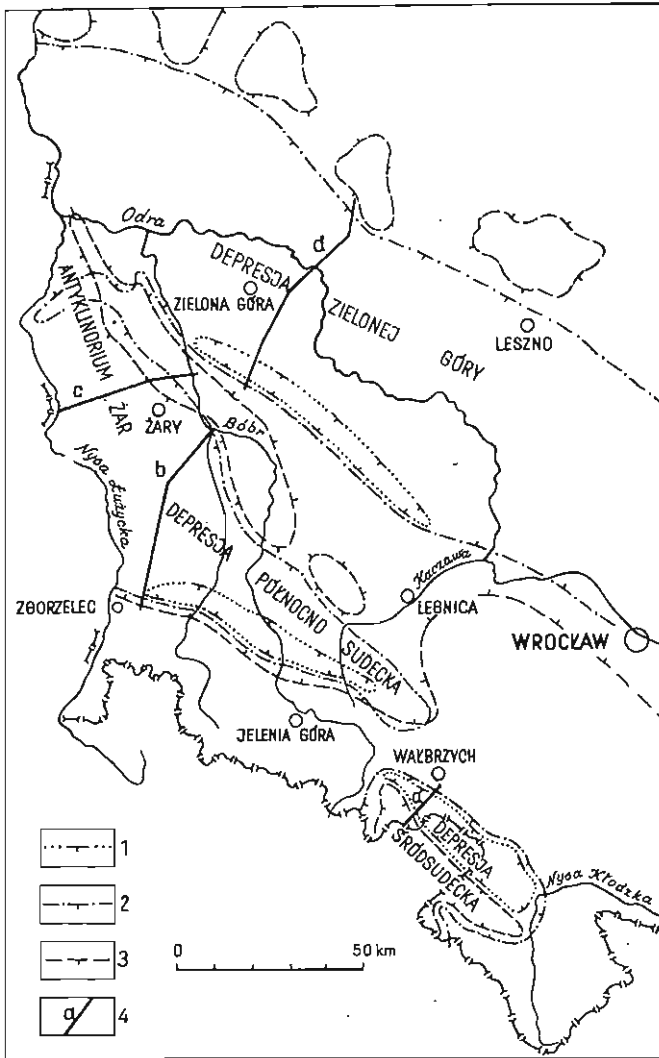 Odra
d
DEPRESJA
ZIELONA GÓRA
ZIELONEJ
GÓRY
LESZNO
ANTYKLINORIUM
ŻAR
c
ŻARY
Bóbr
b
Nysa Łużycka
DEPRESJA
PÓŁNOCNO
SUDECKA
Kaczawa
LEGNICA
ZGORZELEC
WROCŁAW
JELENIA GÓRA
WAŁBRZYCH
a
DEPRESJA
ŚRÓDSUDECKA
Nysa Kłodzka
1
2
3
a 4
0 50 km